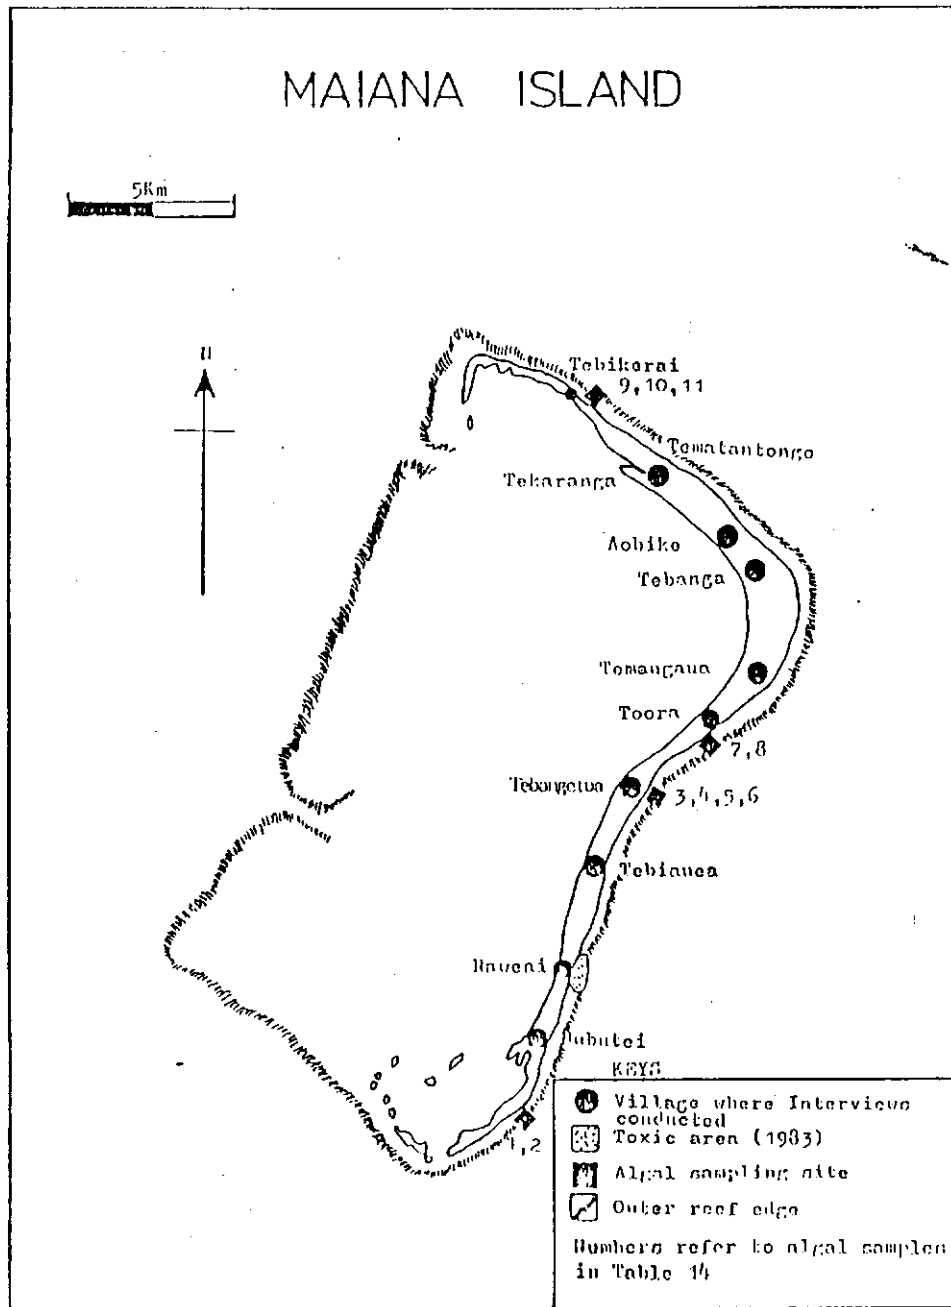 MAIANA ISLAND
5Km
N
Tebikerai
9,10,11
Tematantongo
Tekaranga
Aobike
Tebanga
Temangaua
Toora
7,8
Tebangetua
3,4,5,6
Tebiauea
Bubutei
1,2
KEYS
Village where Interviews
conducted
Toxic area (1983)
Algal sampling site
Outer reef edge
Numbers refer to algal samples
in Table 14